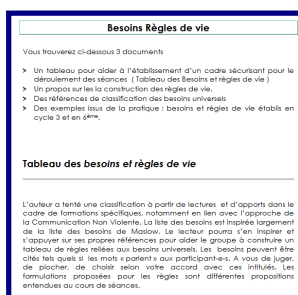 Besoins Règles de vie
Vous trouverez ci-dessous 3 documents
➤ Un tableau pour aider à l'établissement d'un cadre sécurisant pour le
déroulement des séances ( Tableau des Besoins et règles de vie )
➤ Un propos sur les la construction des règles de vie.
➤ Des références de classification des besoins universels
➤ Des exemples issus de la pratique : besoins et règles de vie établis en
cycle 3 et en 6ème.
Tableau des besoins et règles de vie
L'auteur a tenté une classification à partir de lectures et d'apports dans le
cadre de formations spécifiques, notamment en lien avec l'approche de
la Communication Non Violente. La liste des besoins est inspirée largement
de la liste des besoins de Maslow. Le lecteur pourra s'en inspirer et
s'appuyer sur ses propres références pour aider le groupe à construire un
tableau de règles reliées aux besoins universels. Les besoins peuvent être
cités tels quels si les mots « parlent » aux participant-e-s. A vous de juger,
de piocher, de choisir selon votre accord avec ces intitulés. Les
formulations proposées pour les règles sont différentes propositions
entendues au cours de séances.